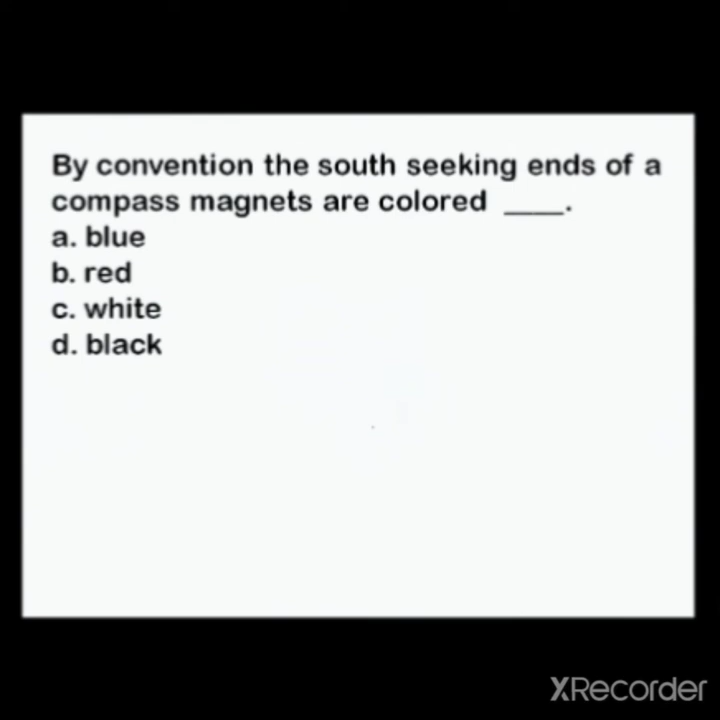 By convention the south seeking ends of a
compass magnets are colored ____.
a. blue
b. red
c. white
d. black
XRecorder